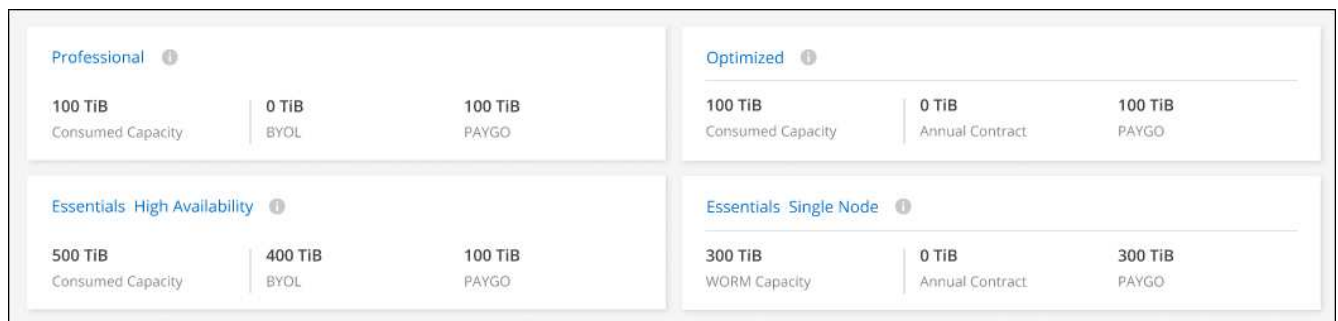 Professional
100 TiB 0 TiB 100 TiB
Consumed Capacity BYOL PAYGO
Optimized
100 TiB 0 TiB 100 TiB
Consumed Capacity Annual Contract PAYGO
Essentials High Availability
500 TiB 400 TiB 100 TiB
Consumed Capacity BYOL PAYGO
Essentials Single Node
300 TiB 0 TiB 300 TiB
WORM Capacity Annual Contract PAYGO